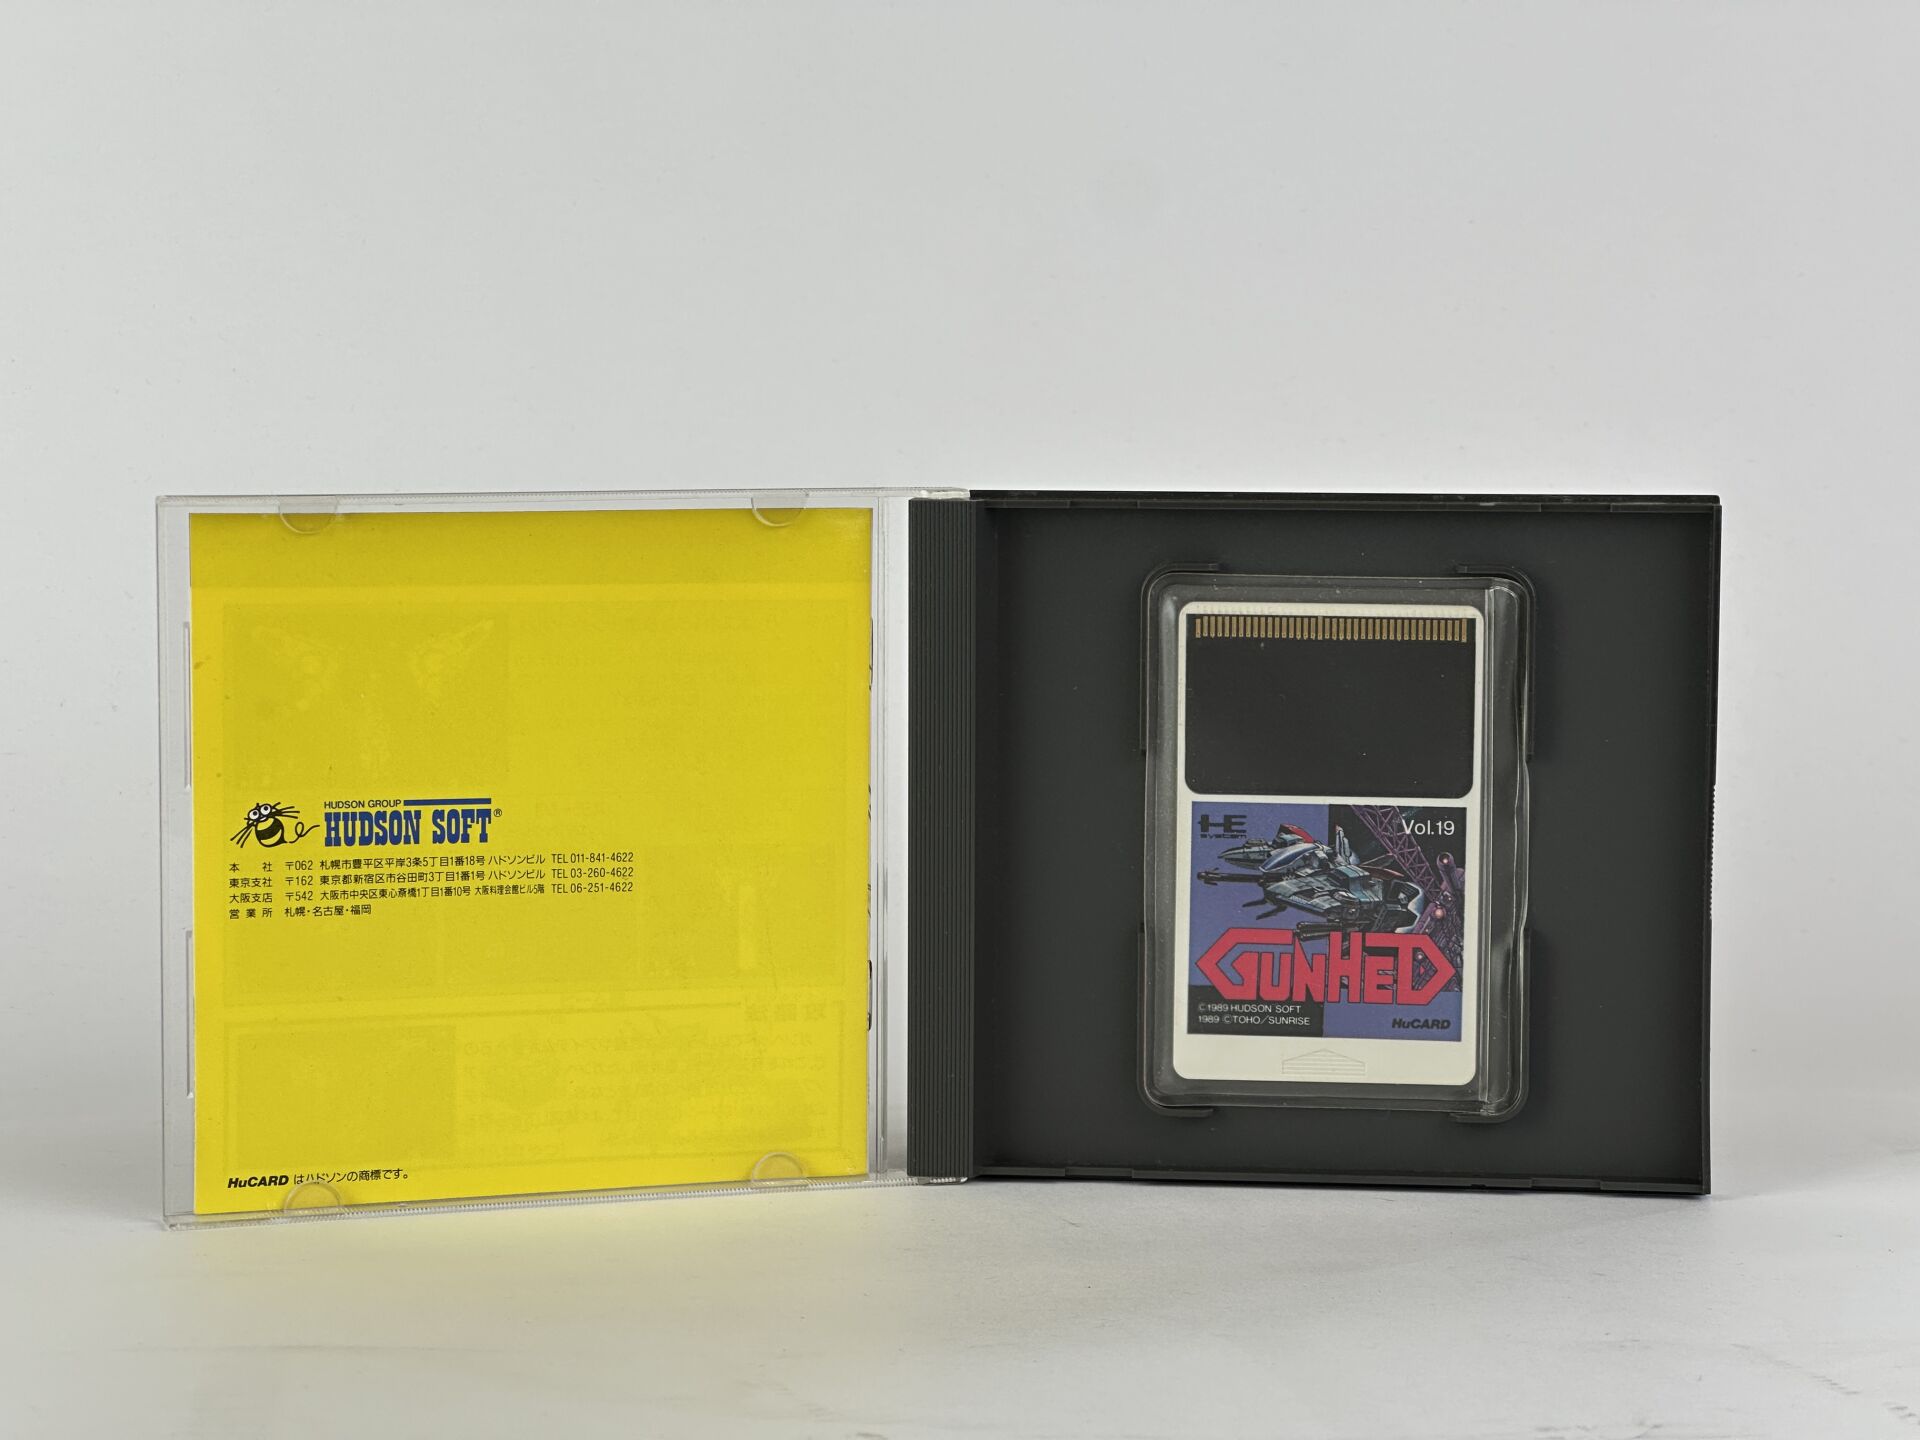 HUDSON GROUP
HUDSON SOFT®
本 社 〒062 札幌市豊平区平岸3条5丁目1番18号 ハドソンビル TEL 011-841-4622
東京支社 〒162 東京都新宿区市谷田町3丁目1番1号 ハドソンビル TEL 03-260-4622
大阪支店 〒542 大阪市中央区東心斎橋1丁目1番10号 大阪料理会館ビル5階 TEL 06-251-4622
営業所 札幌・名古屋・福岡
HuCARD はハドソンの商標です。
HE system
Vol.19
GUNHED
©1989 HUDSON SOFT
1989 ©TOHO/SUNRISE
HuCARD